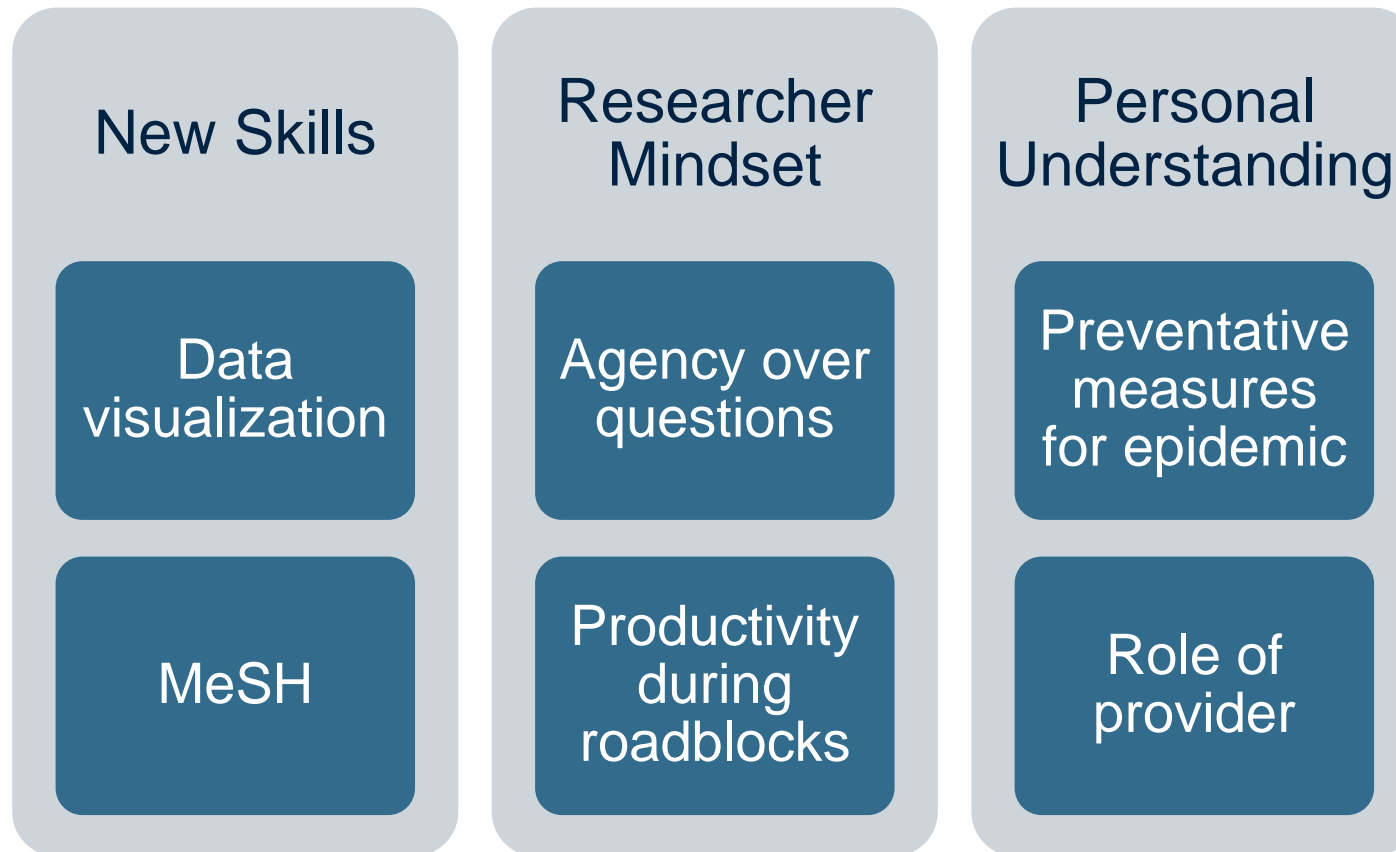 New Skills
Data
visualization
MeSH
Researcher
Mindset
Agency over
questions
Productivity
during
roadblocks
Personal
Understanding
Preventative
measures
for epidemic
Role of
provider